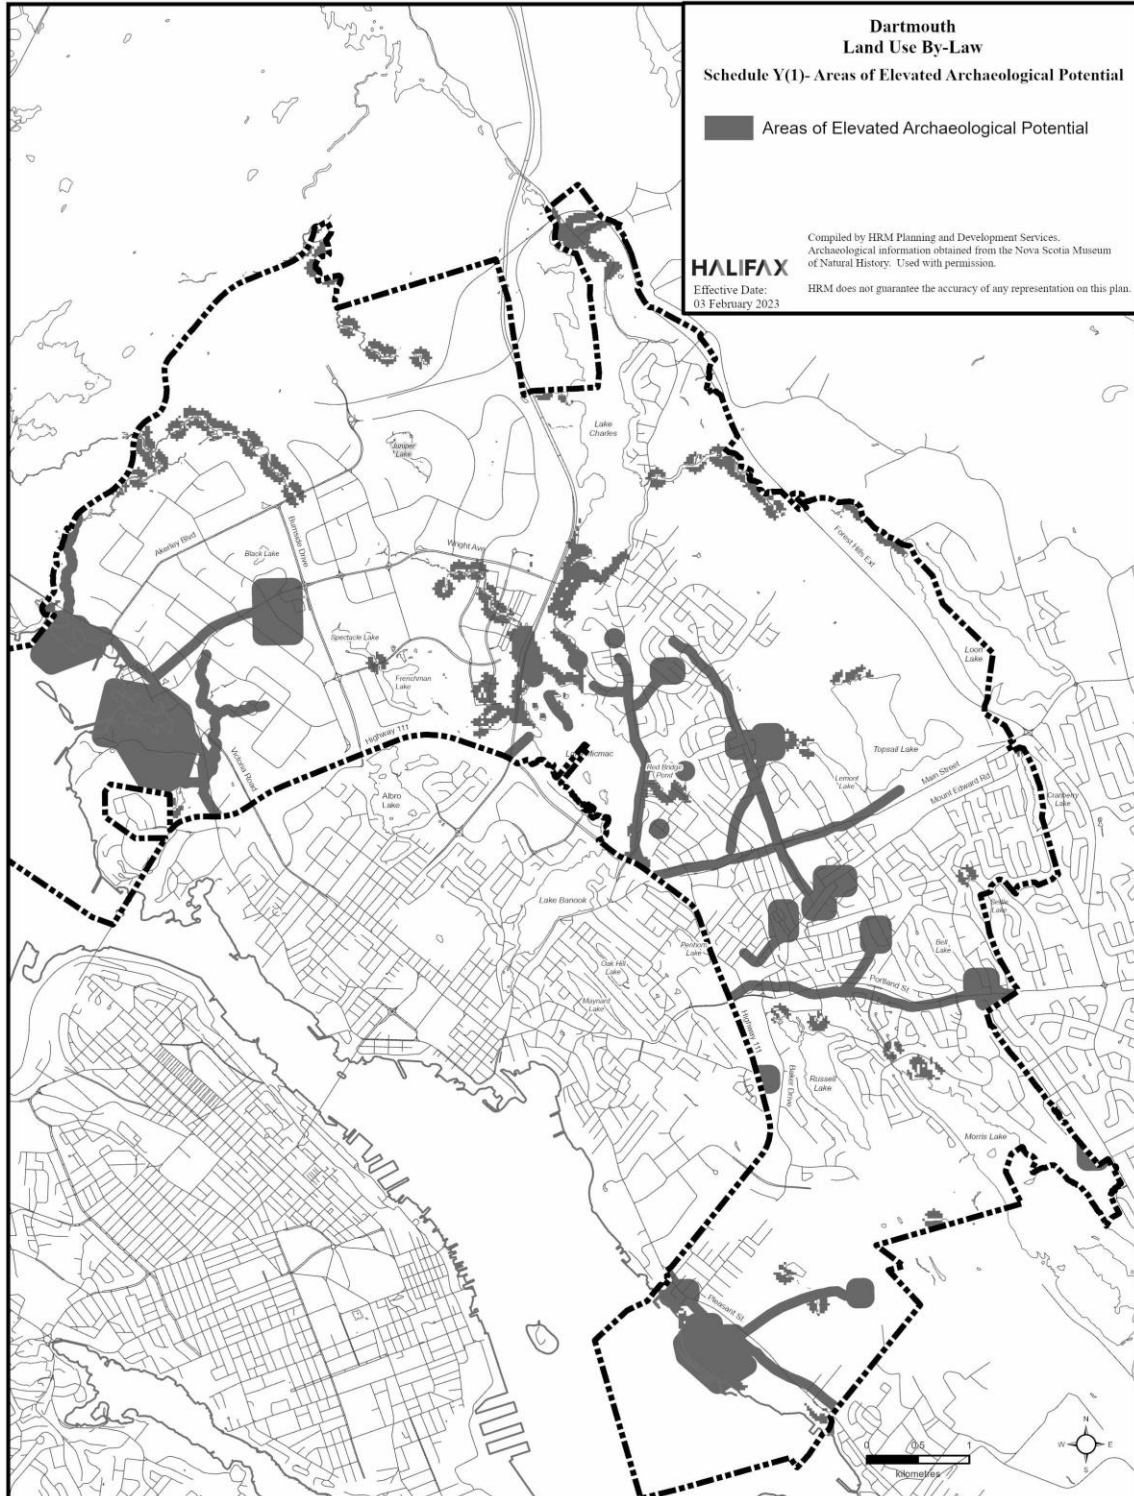 Dartmouth
Land Use By-Law
Schedule Y(1)- Areas of Elevated Archaeological Potential
Areas of Elevated Archaeological Potential
HALIFAX
Effective Date:
03 February 2023
Compiled by HRM Planning and Development Services.
Archaeological information obtained from the Nova Scotia Museum
of Natural History. Used with permission.
HRM does not guarantee the accuracy of any representation on this plan.
Lake
Charles
Juniper
Lake
Akerley Blvd
Burnside Drive
Black Lake
Wright Ave
Forest Hills Ext
Spectacle Lake
Frenchman
Lake
Loon
Lake
Highway 111
Victoria Road
Topsail Lake
Red Bridge
Pond
Lemont
Lake
Main Street
Mount Edward Rd
Cranberry
Lake
Albro
Lake
Lake Banook
Penhorn
Lake
Oak Hill
Lake
Maynard
Lake
Bell
Lake
Settle
Lake
Portland St
Highway 111
Baker Drive
Russell
Lake
Morris Lake
Pleasant St
N
W E
S
0 0.5 1
kilometres